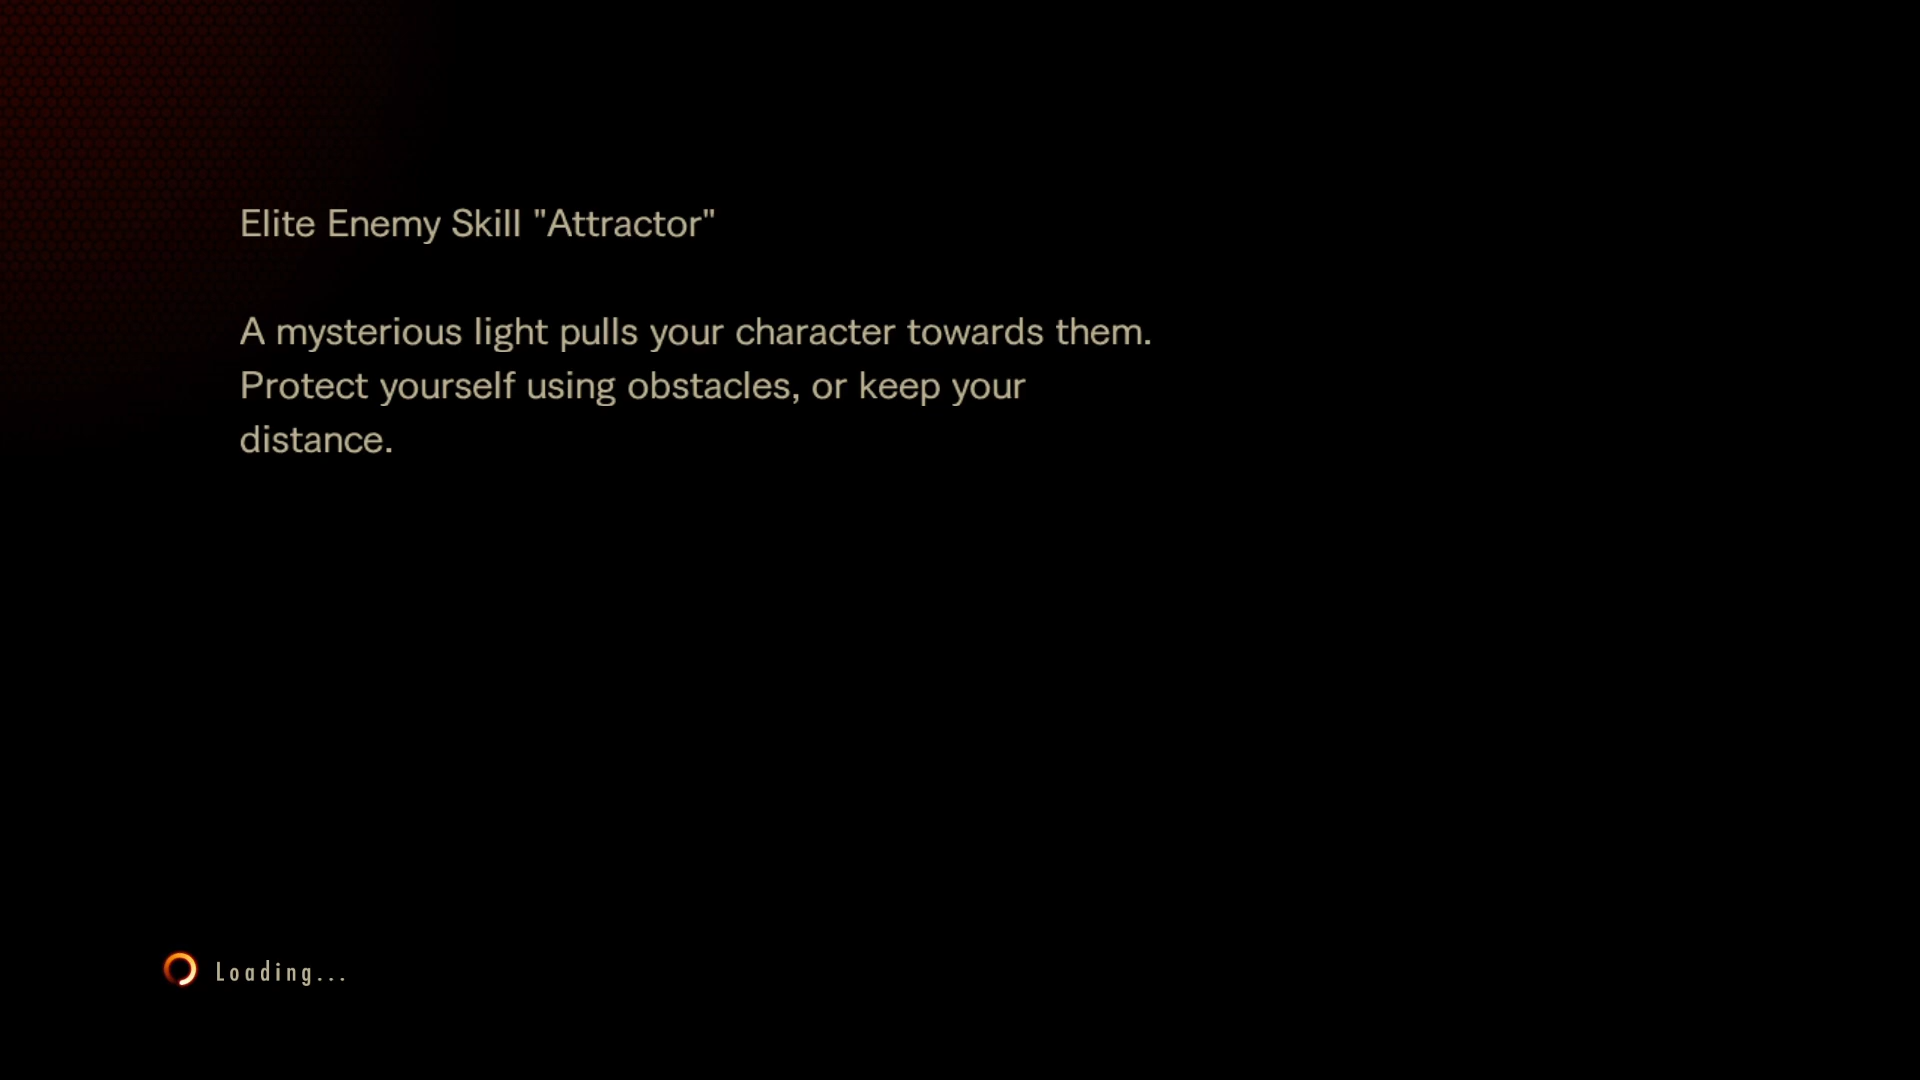 Elite Enemy Skill "Attractor"
A mysterious light pulls your character towards them.
Protect yourself using obstacles, or keep your
distance.
Loading...